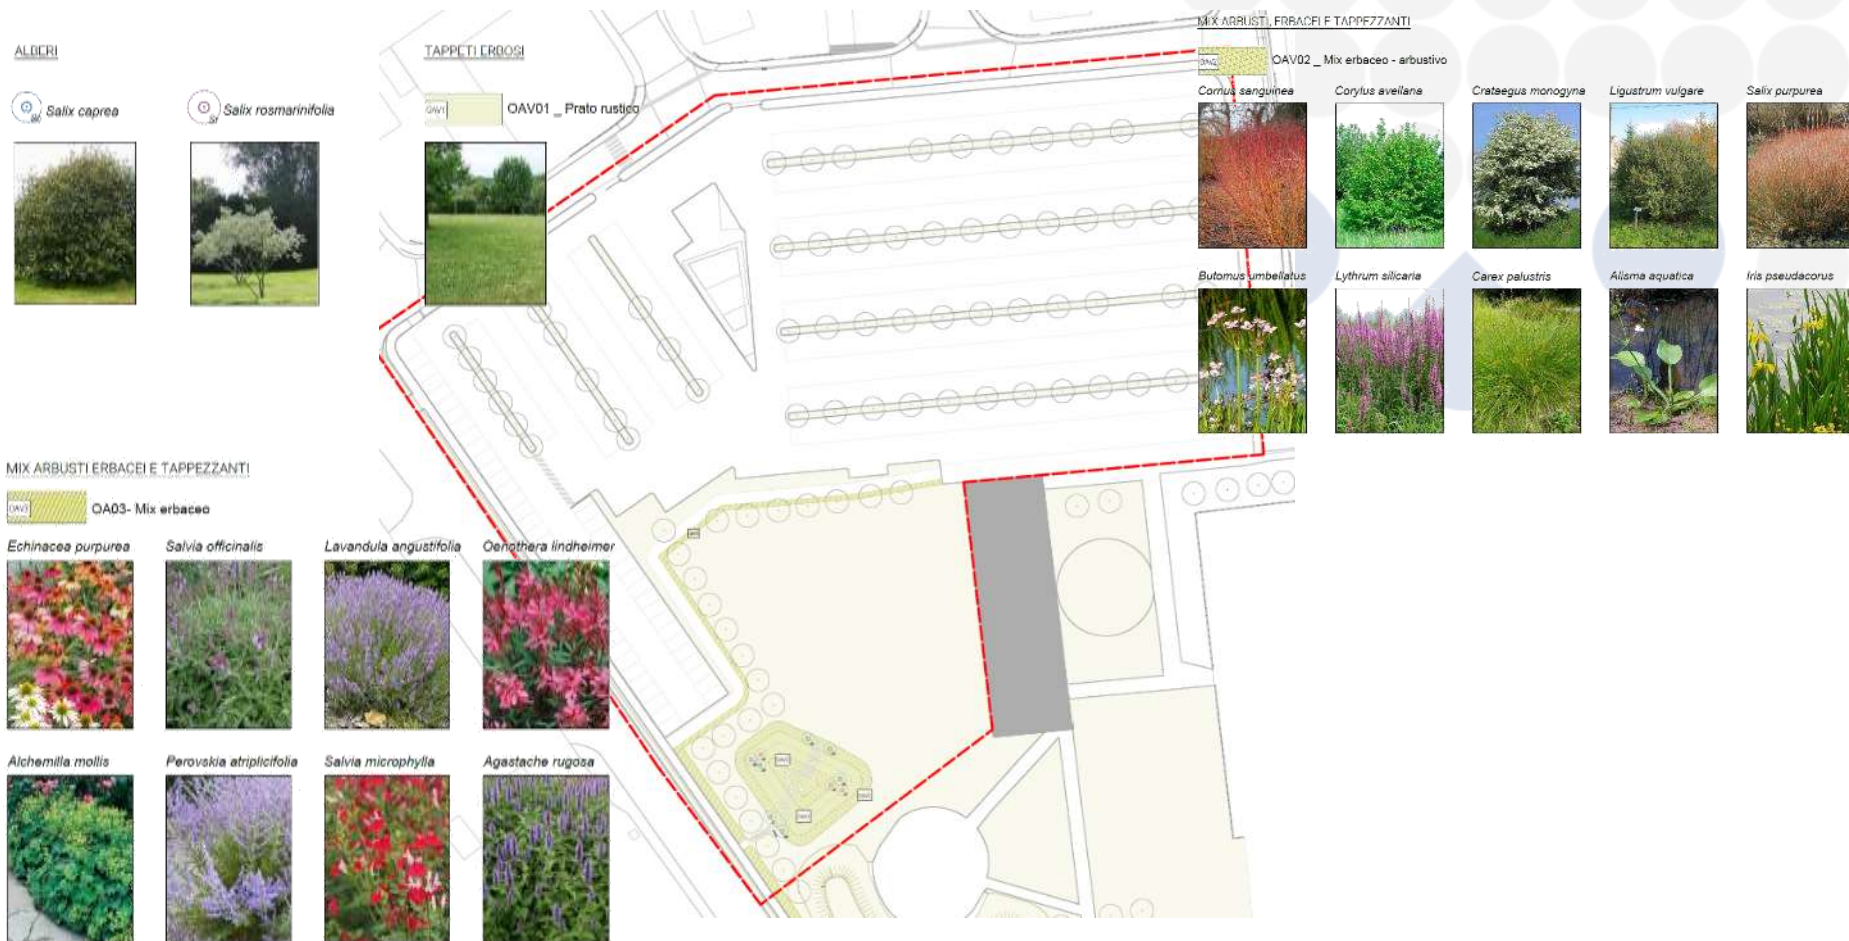 ALBERI
Salix caprea
Salix rosmarinifolia
TAPPETI ERBOSI
OAV01 _ Prato rustico
MIX ARBUSTI, ERBACEI E TAPPEZZANTI
OAV02 _ Mix erbaceo - arbustivo
Cornus sanguinea
Corylus avellana
Crataegus monogyna
Ligustrum vulgare
Salix purpurea
Butomus umbellatus
Lythrum silicaria
Carex palustris
Alisma aquatica
Iris pseudacorus
MIX ARBUSTI ERBACEI E TAPPEZZANTI
OA03- Mix erbaceo
Echinacea purpurea
Salvia officinalis
Lavandula angustifolia
Oenothera lindheimer
Alchemilla mollis
Perovskia atriplicifolia
Salvia microphylla
Agastache rugosa